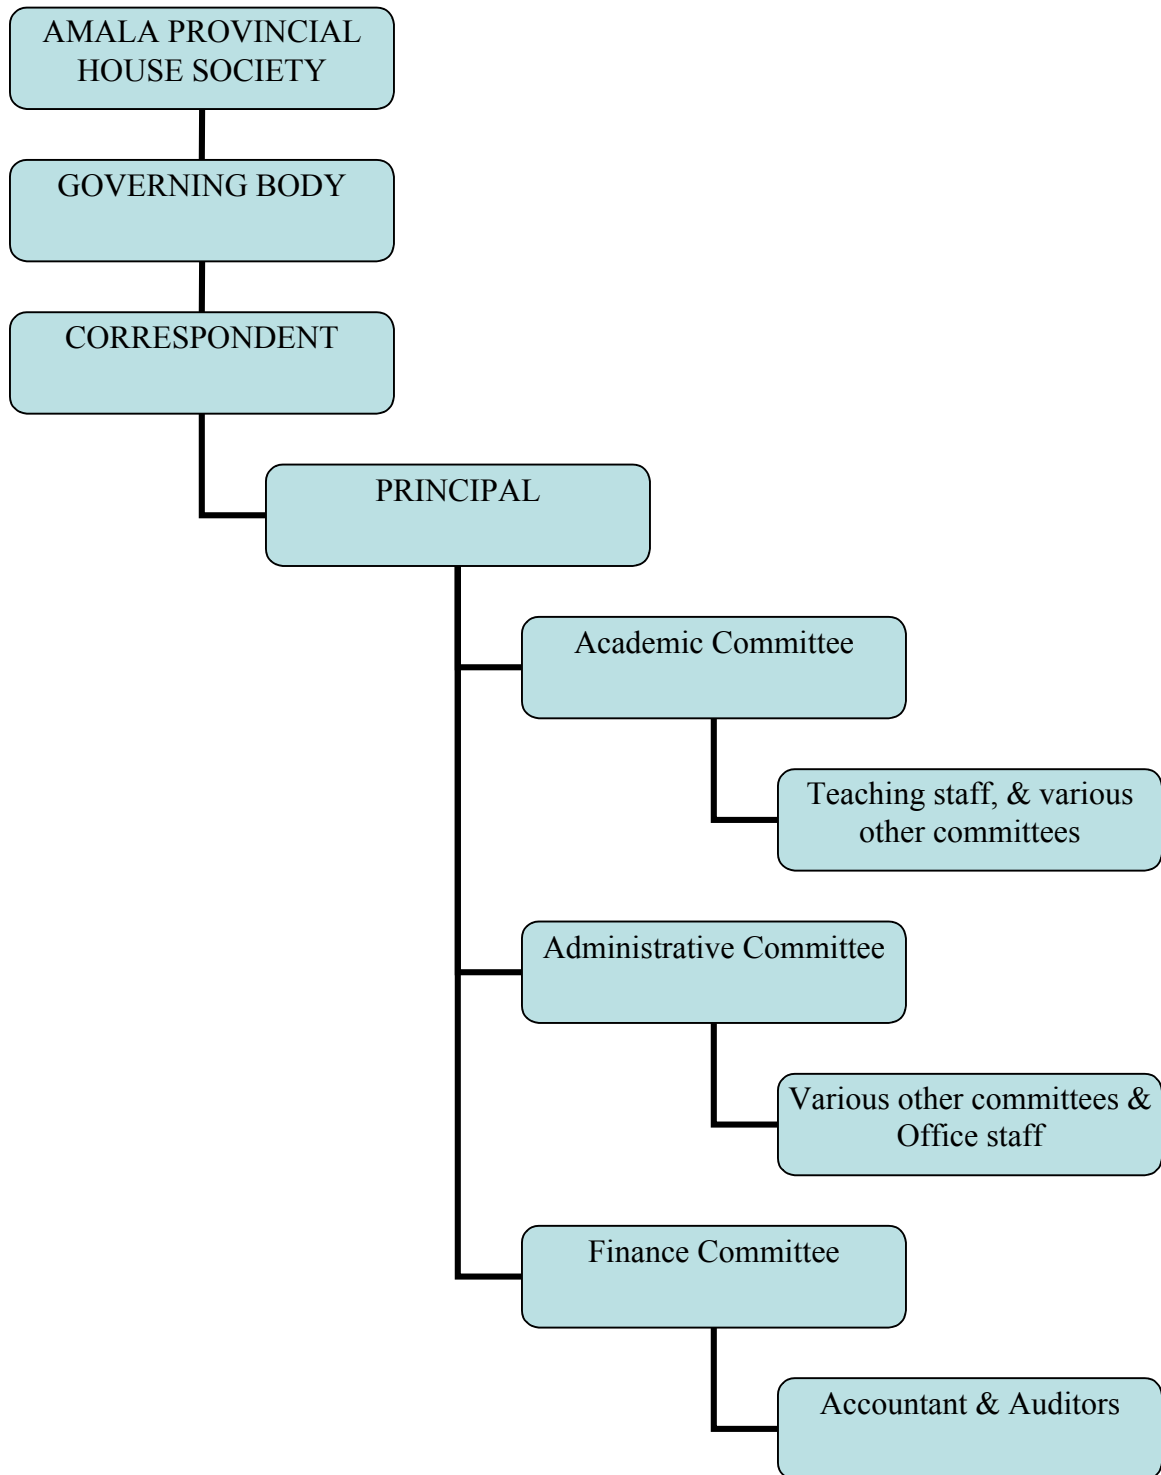 AMALA PROVINCIAL
HOUSE SOCIETY
GOVERNING BODY
CORRESPONDENT
PRINCIPAL
Academic Committee
Teaching staff, & various
other committees
Administrative Committee
Various other committees &
Office staff
Finance Committee
Accountant & Auditors